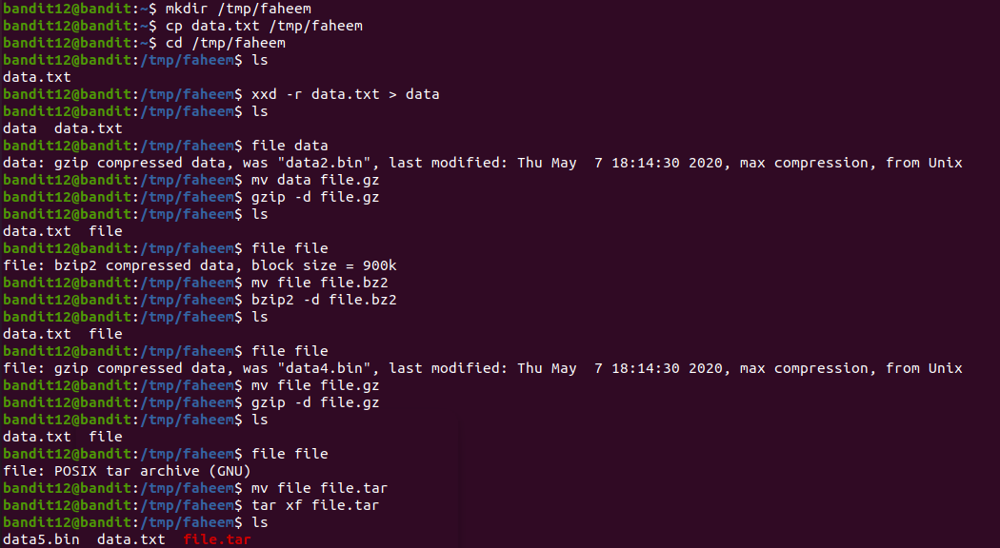 bandit12@bandit:~$ mkdir /tmp/faheem
bandit12@bandit:~$ cp data.txt /tmp/faheem
bandit12@bandit:~$ cd /tmp/faheem
bandit12@bandit:/tmp/faheem$ ls
data.txt
bandit12@bandit:/tmp/faheem$ xxd -r data.txt > data
bandit12@bandit:/tmp/faheem$ ls
data  data.txt
bandit12@bandit:/tmp/faheem$ file data
data: gzip compressed data, was "data2.bin", last modified: Thu May  7 18:14:30 2020, max compression, from Unix
bandit12@bandit:/tmp/faheem$ mv data file.gz
bandit12@bandit:/tmp/faheem$ gzip -d file.gz
bandit12@bandit:/tmp/faheem$ ls
data.txt  file
bandit12@bandit:/tmp/faheem$ file file
file: bzip2 compressed data, block size = 900k
bandit12@bandit:/tmp/faheem$ mv file file.bz2
bandit12@bandit:/tmp/faheem$ bzip2 -d file.bz2
bandit12@bandit:/tmp/faheem$ ls
data.txt  file
bandit12@bandit:/tmp/faheem$ file file
file: gzip compressed data, was "data4.bin", last modified: Thu May  7 18:14:30 2020, max compression, from Unix
bandit12@bandit:/tmp/faheem$ mv file file.gz
bandit12@bandit:/tmp/faheem$ gzip -d file.gz
bandit12@bandit:/tmp/faheem$ ls
data.txt  file
bandit12@bandit:/tmp/faheem$ file file
file: POSIX tar archive (GNU)
bandit12@bandit:/tmp/faheem$ mv file file.tar
bandit12@bandit:/tmp/faheem$ tar xf file.tar
bandit12@bandit:/tmp/faheem$ ls
data5.bin  data.txt  file.tar